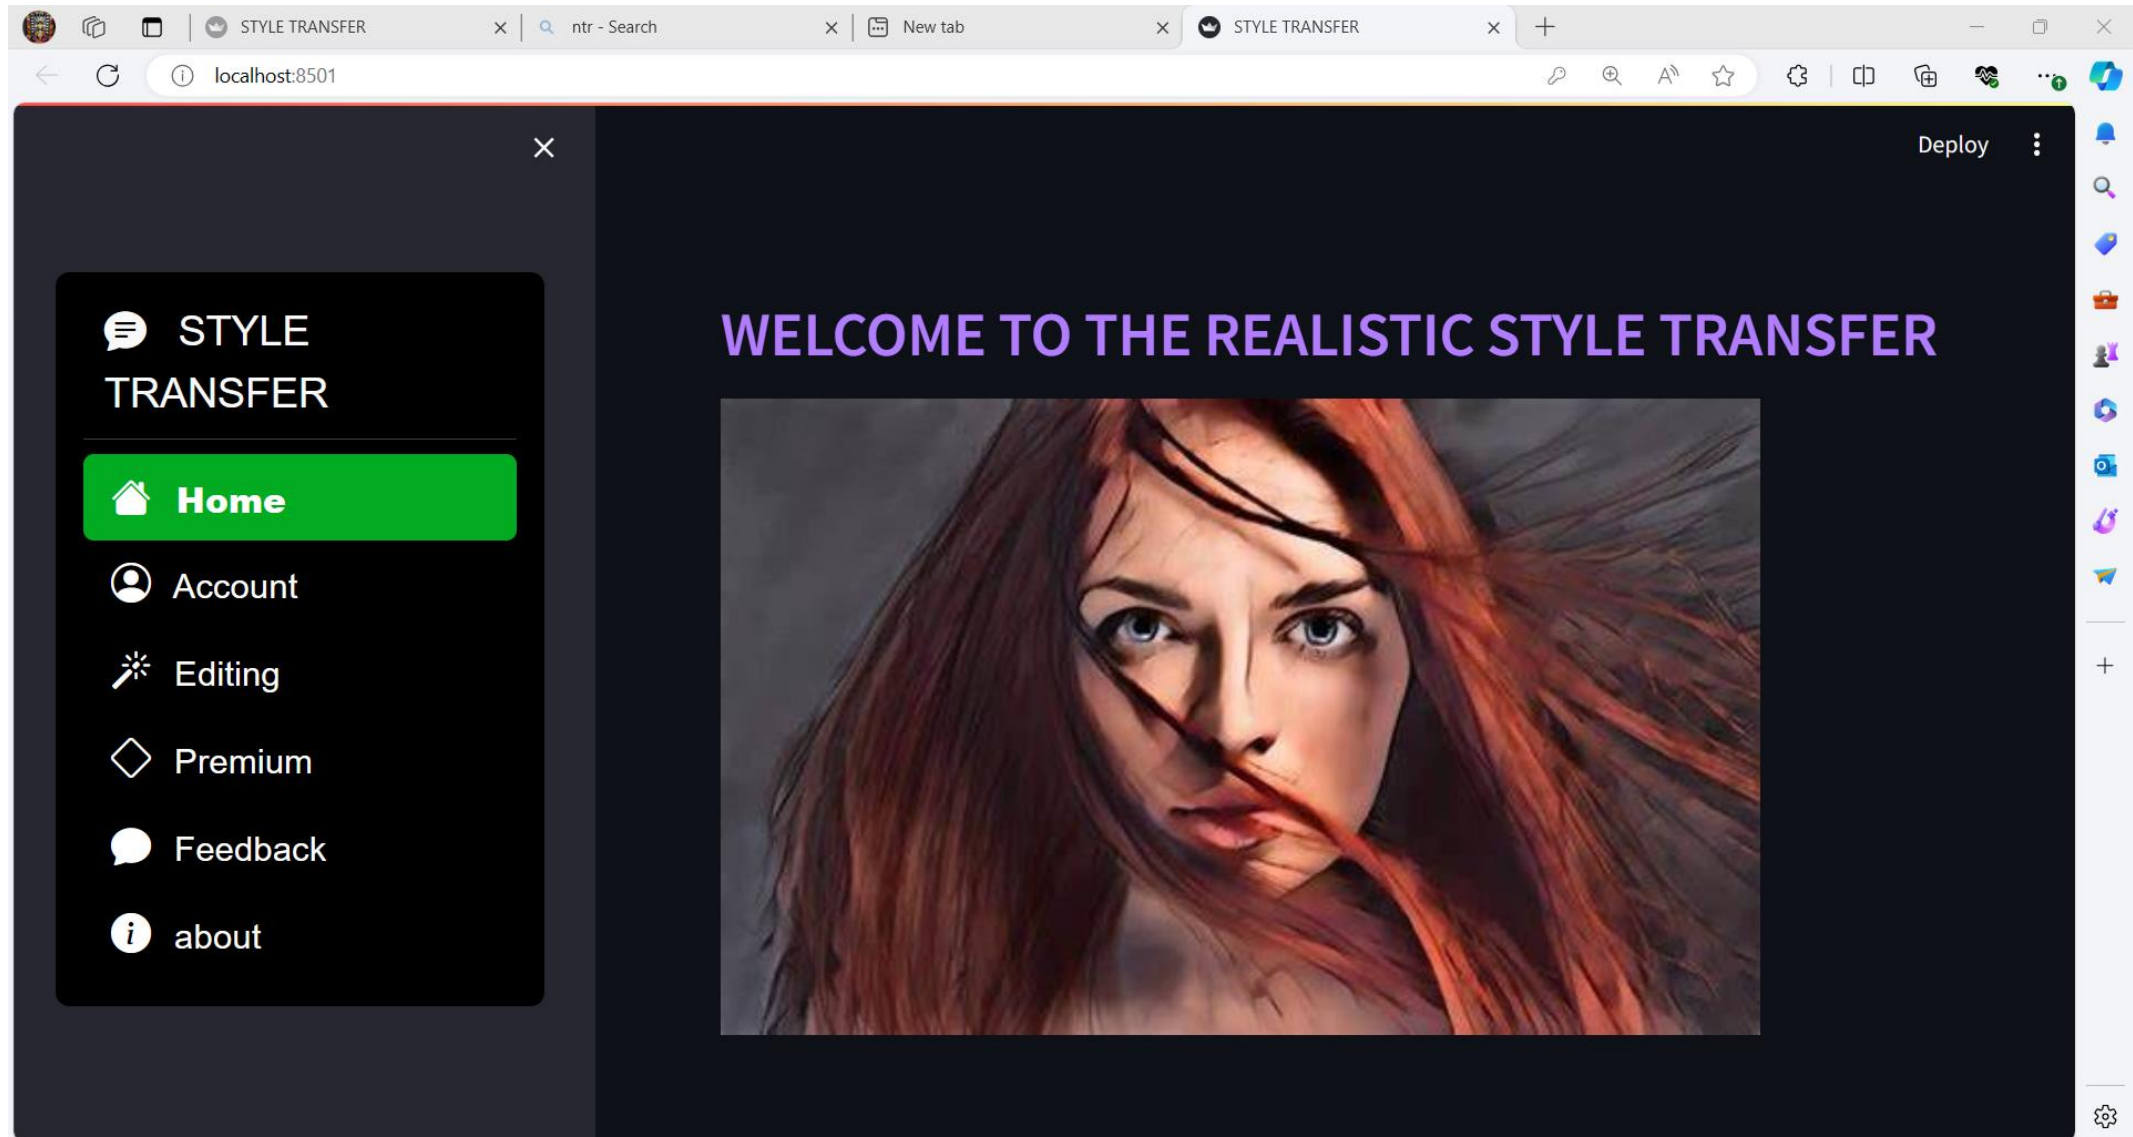 STYLE TRANSFER
ntr - Search
New tab
STYLE TRANSFER
localhost:8501
Deploy
STYLE
TRANSFER
Home
Account
Editing
Premium
Feedback
about
WELCOME TO THE REALISTIC STYLE TRANSFER